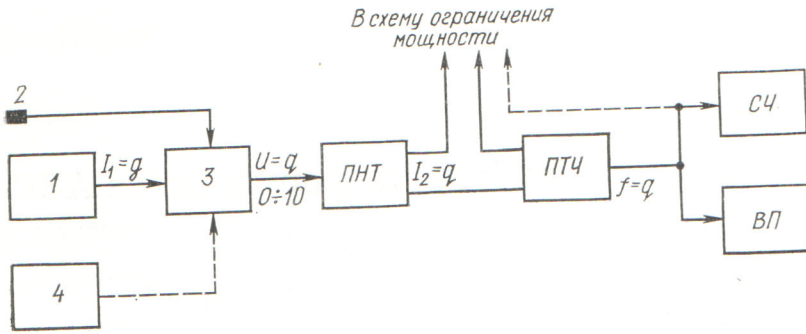 В схему ограничения
мощности
2
1
I₁=g
3
U=q
0÷10
ПНТ
I₂=q
ПТЧ
f=q
СЧ
ВП
4